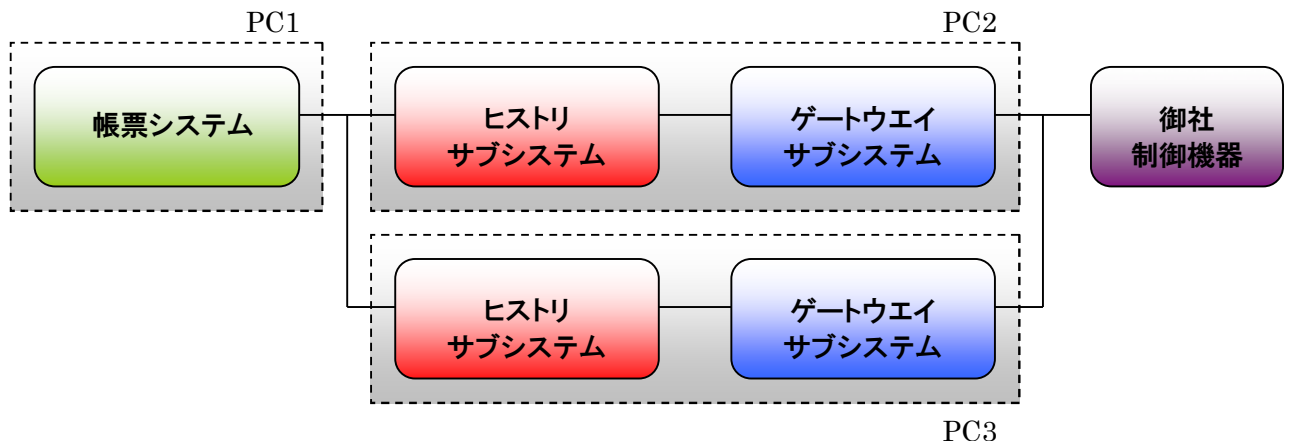 PC1
PC2
帳票システム
ヒストリ
サブシステム
ゲートウエイ
サブシステム
御社
制御機器
ヒストリ
サブシステム
ゲートウエイ
サブシステム
PC3